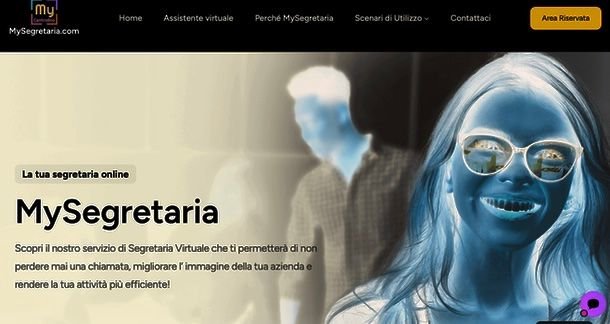 My
Centralino
MySegretaria.com
Home
Assistente virtuale
Perché MySegretaria
Scenari di Utilizzo
Contattaci
Area Riservata
La tua segretaria online
MySegretaria
Scopri il nostro servizio di Segretaria Virtuale che ti permetterà di non
perdere mai una chiamata, migliorare l' immagine della tua azienda e
rendere la tua attività più efficiente!